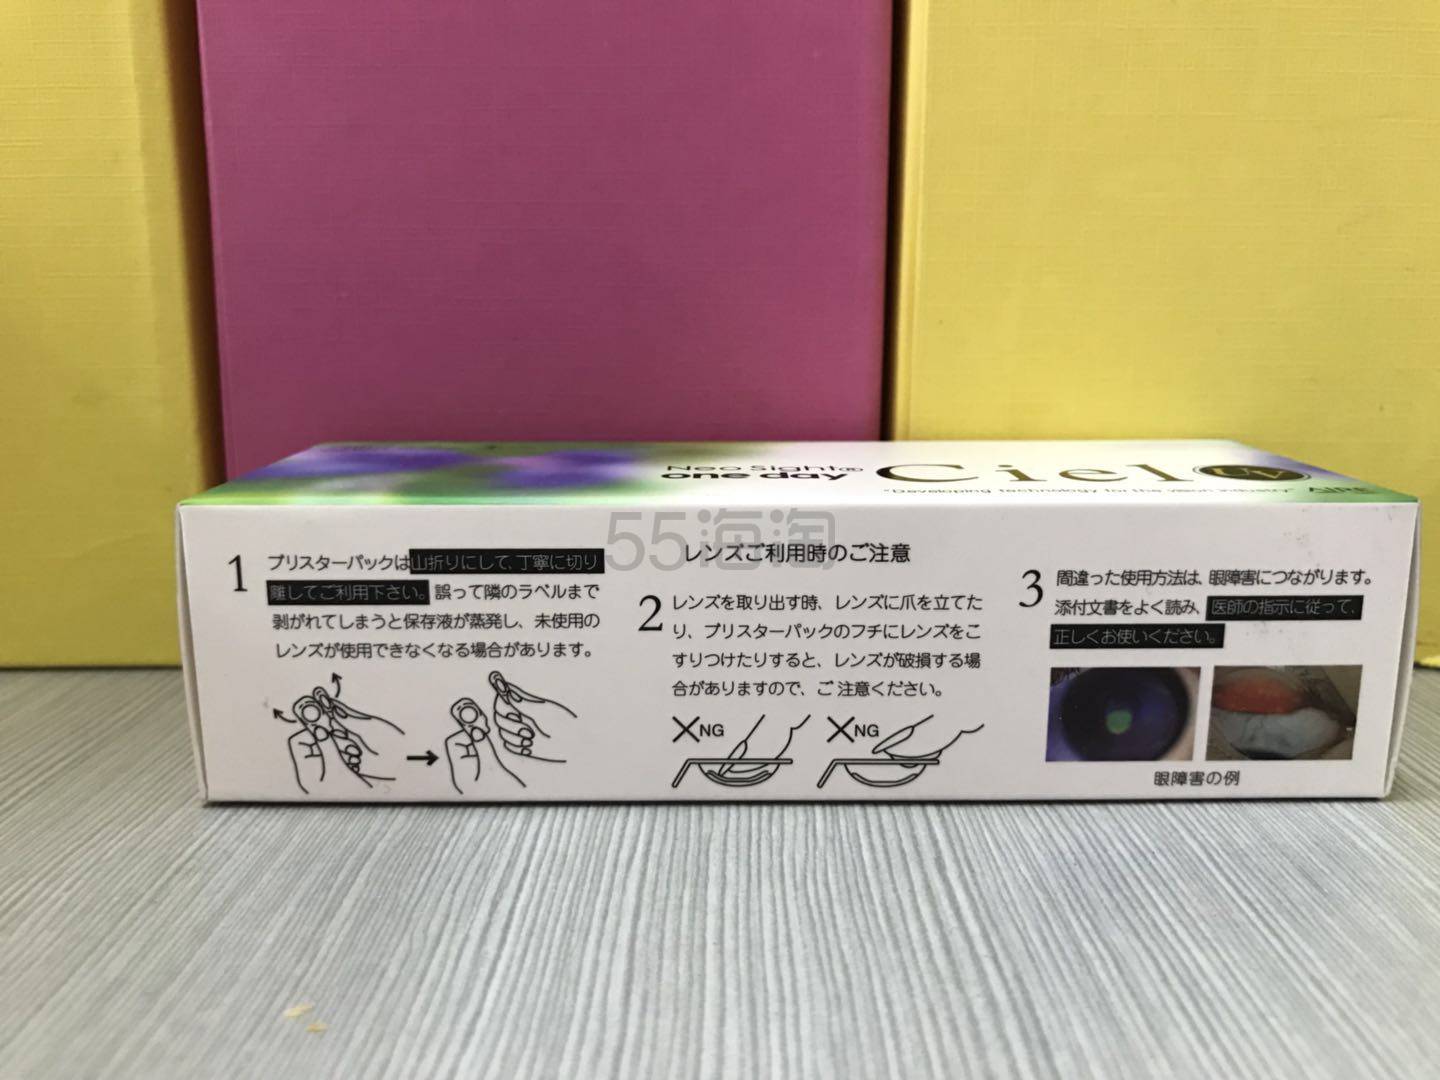 Neo Sight®
one day
Ciel
UV
"Developing technology for the vision industry"
AIRE
55海淘
レンズご利用時のご注意
1
ブリスターパックは山折りにして、丁寧に切り
離してご利用下さい。誤って隣のラベルまで
剥がれてしまうと保存液が蒸発し、未使用の
レンズが使用できなくなる場合があります。
2
レンズを取り出す時、レンズに爪を立てた
り、ブリスターパックのフチにレンズをこ
すりつけたりすると、レンズが破損する場
合がありますので、ご注意ください。
NG
NG
3
間違った使用方法は、眼障害につながります。
添付文書をよく読み、医師の指示に従って、
正しくお使いください。
眼障害の例